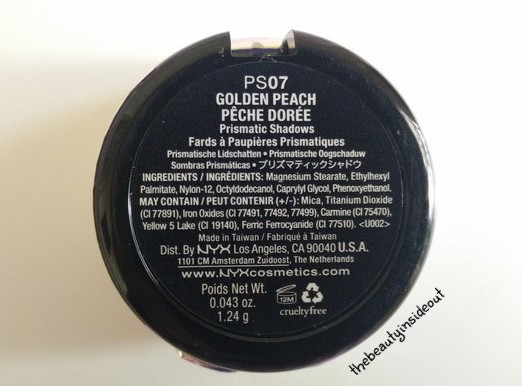 PS07
GOLDEN PEACH
PÊCHE DORÉE
Prismatic Shadows
Fards à Paupières Prismatiques
Prismatische Lidschatten • Prismatische Oogschaduw
Sombras Prismáticas • プリズマティックシャドウ
INGREDIENTS / INGRÉDIENTS: Magnesium Stearate, Ethylhexyl
Palmitate, Nylon-12, Octyldodecanol, Caprylyl Glycol, Phenoxyethanol.
MAY CONTAIN / PEUT CONTENIR (+/-): Mica, Titanium Dioxide
(CI 77891), Iron Oxides (CI 77491, 77492, 77499), Carmine (CI 75470),
Yellow 5 Lake (CI 19140), Ferric Ferrocyanide (CI 77510). <U002>
Made in Taiwan / Fabriqué à Taiwan
Dist. By NYX Los Angeles, CA 90040 U.S.A.
1101 CM Amsterdam Zuidoost, The Netherlands
www.NYXcosmetics.com
Poids Net Wt.
0.043 oz.
1.24 g
12M
crueltyfree
thebeautyinsideout